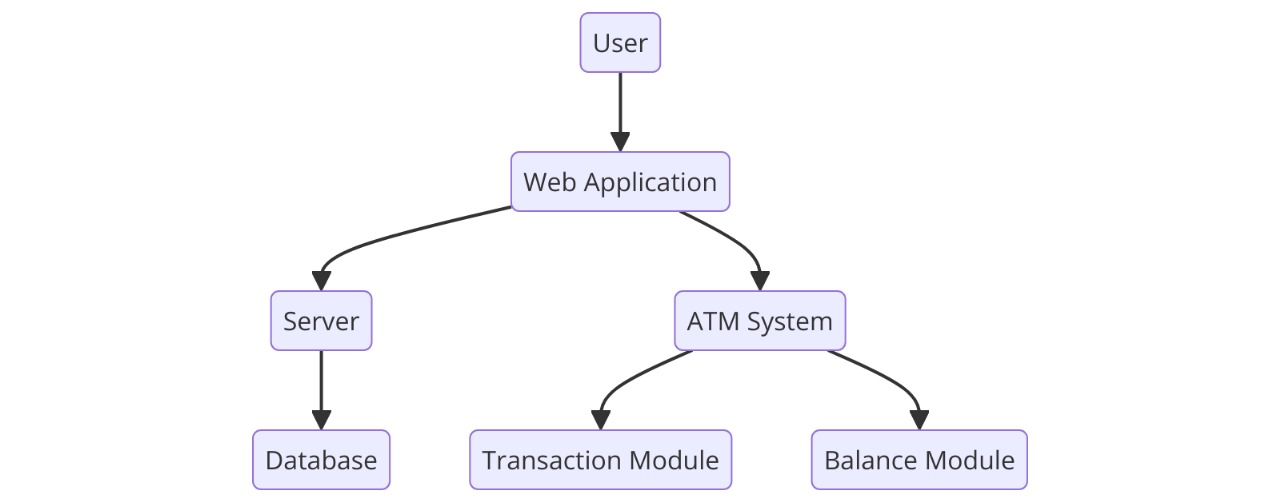 User
Web Application
Server
ATM System
Database
Transaction Module
Balance Module